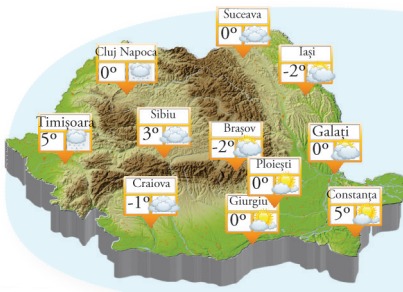 Suceava
0º
Cluj Napoca
0º
Iași
-2º
Timișoara
5º
Sibiu
3º
Brașov
-2º
Galați
0º
Ploiești
0º
Craiova
-1º
Giurgiu
0º
Constanța
5º